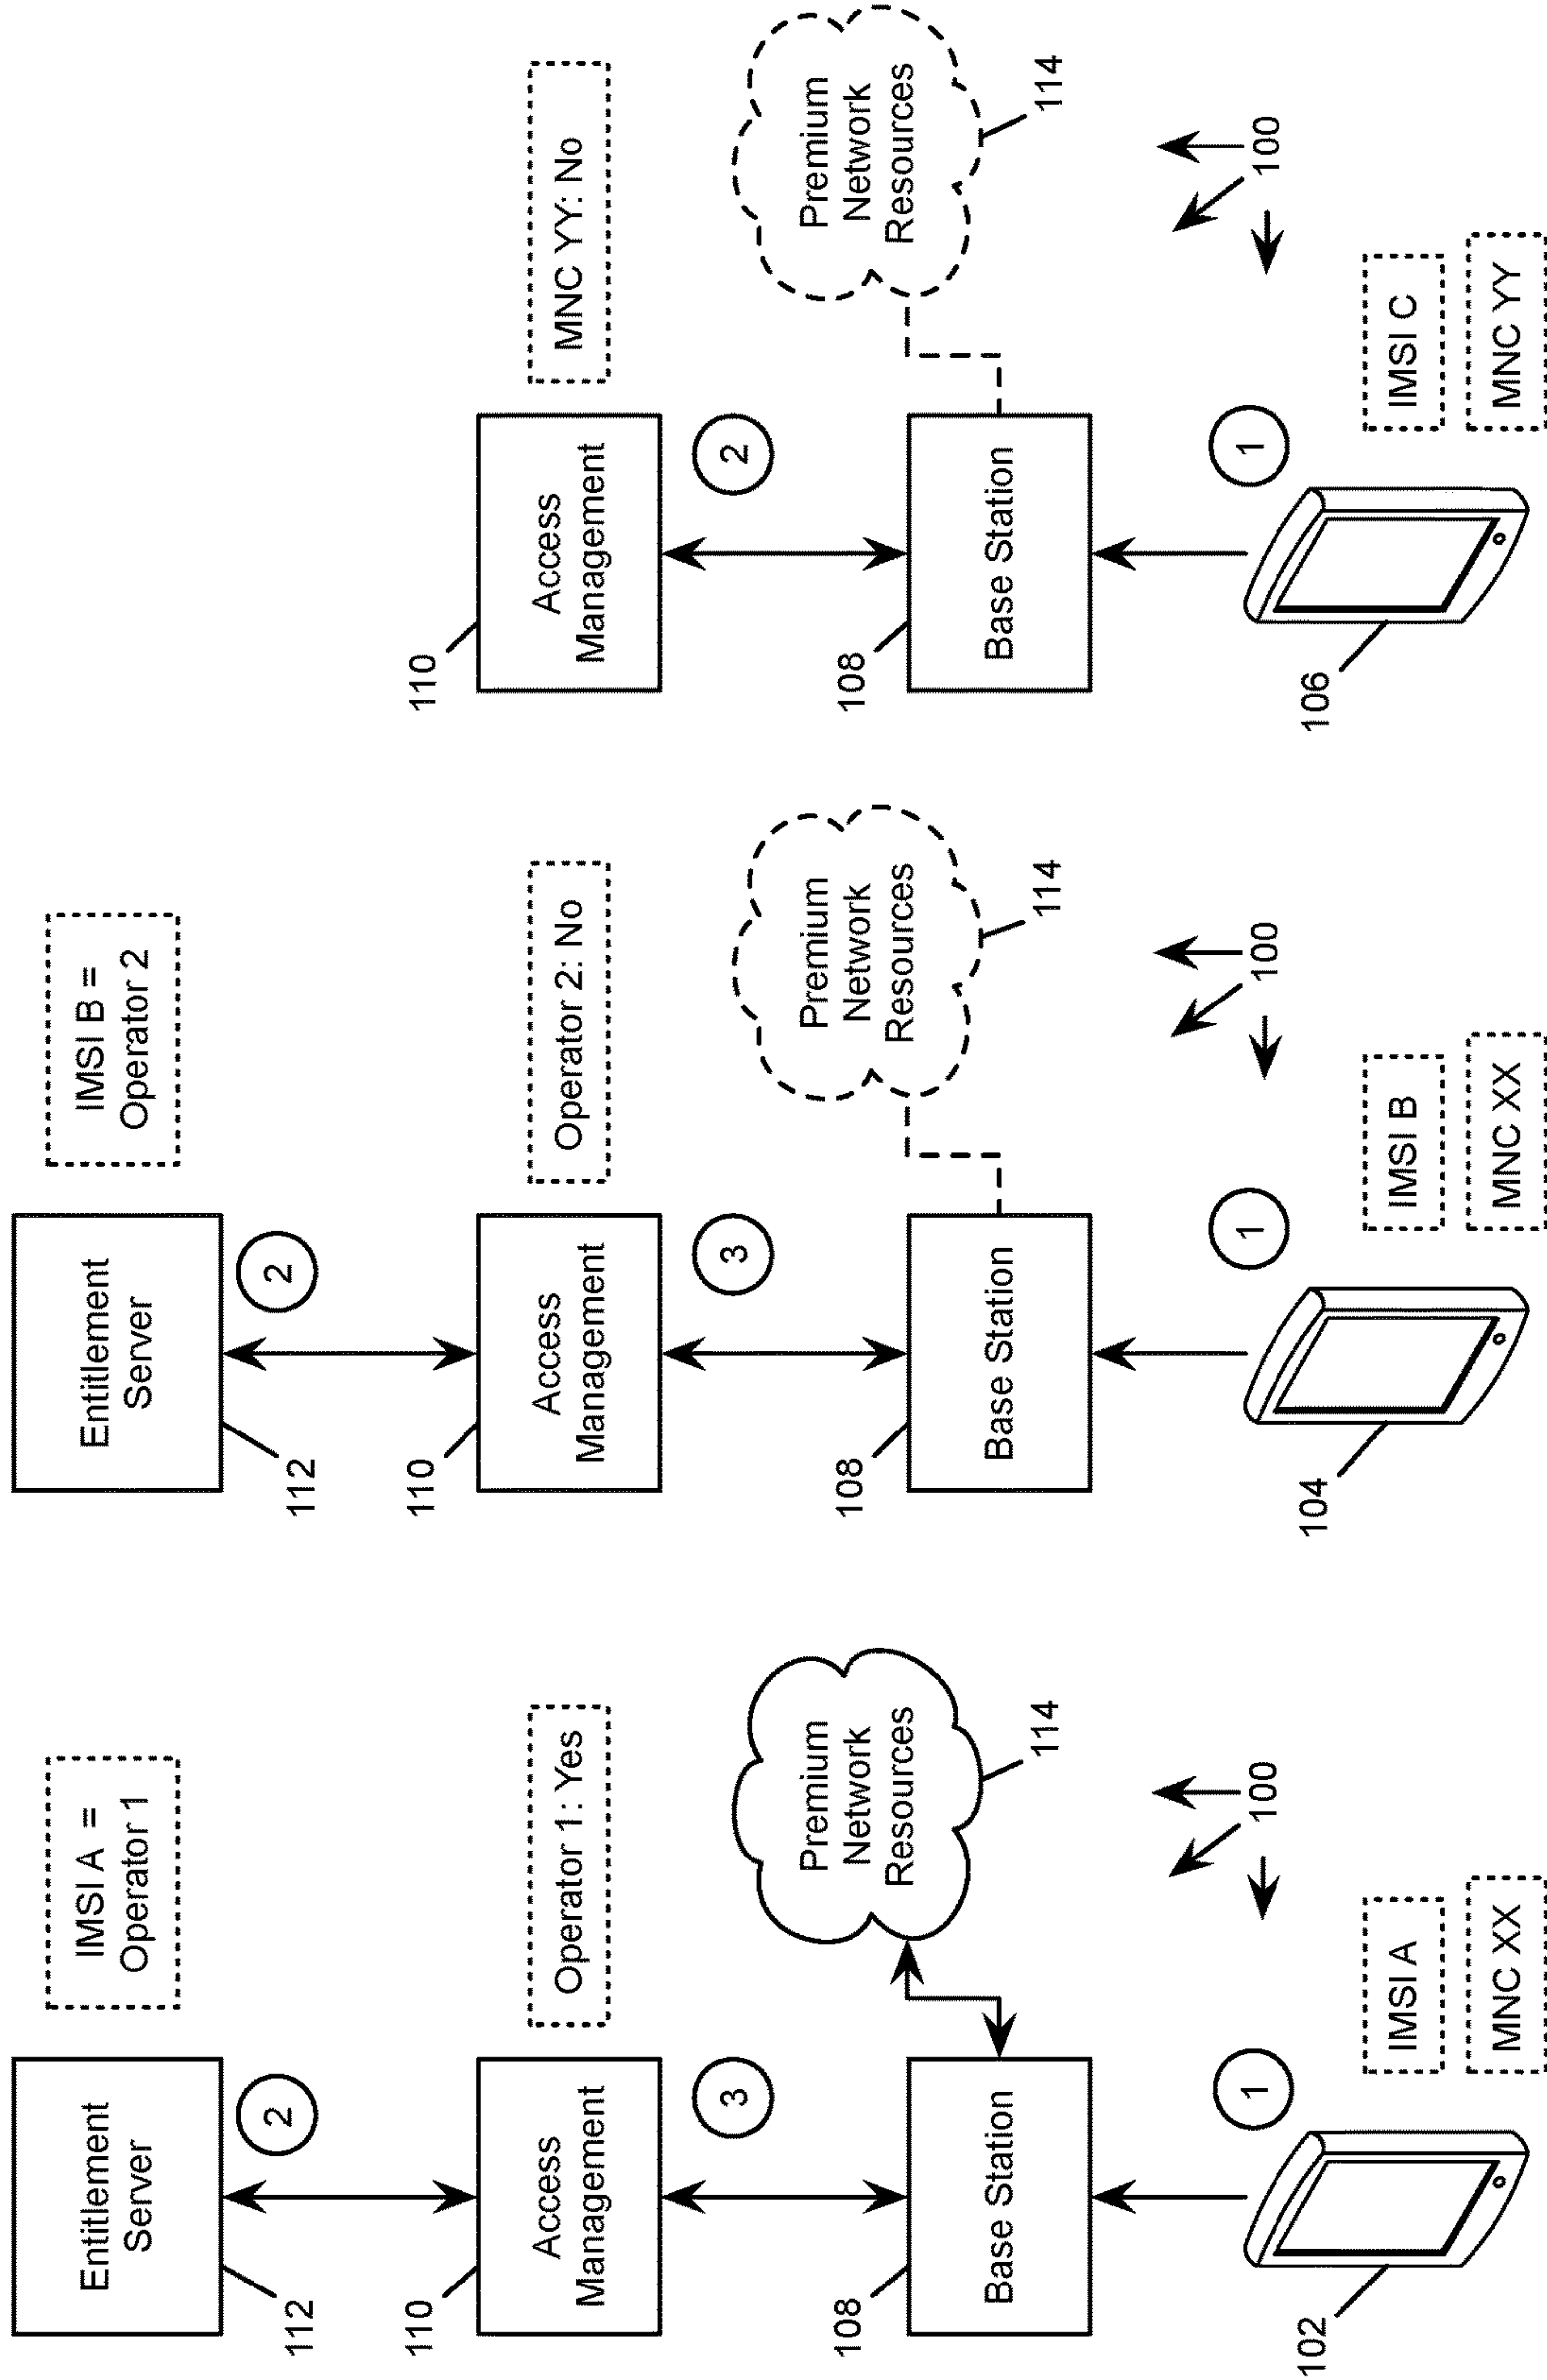 Entitlement
Server
IMSI A =
Operator 1
2
112
Access
Management
Operator 1: Yes
110
3
Premium
Network
Resources
114
108
Base Station
1
100
IMSI A
MNC XX
102
Entitlement
Server
IMSI B =
Operator 2
2
112
Access
Management
Operator 2: No
110
3
Premium
Network
Resources
114
108
Base Station
1
100
IMSI B
MNC XX
104
Access
Management
MNC YY: No
110
2
Premium
Network
Resources
114
108
Base Station
1
100
IMSI C
MNC YY
106